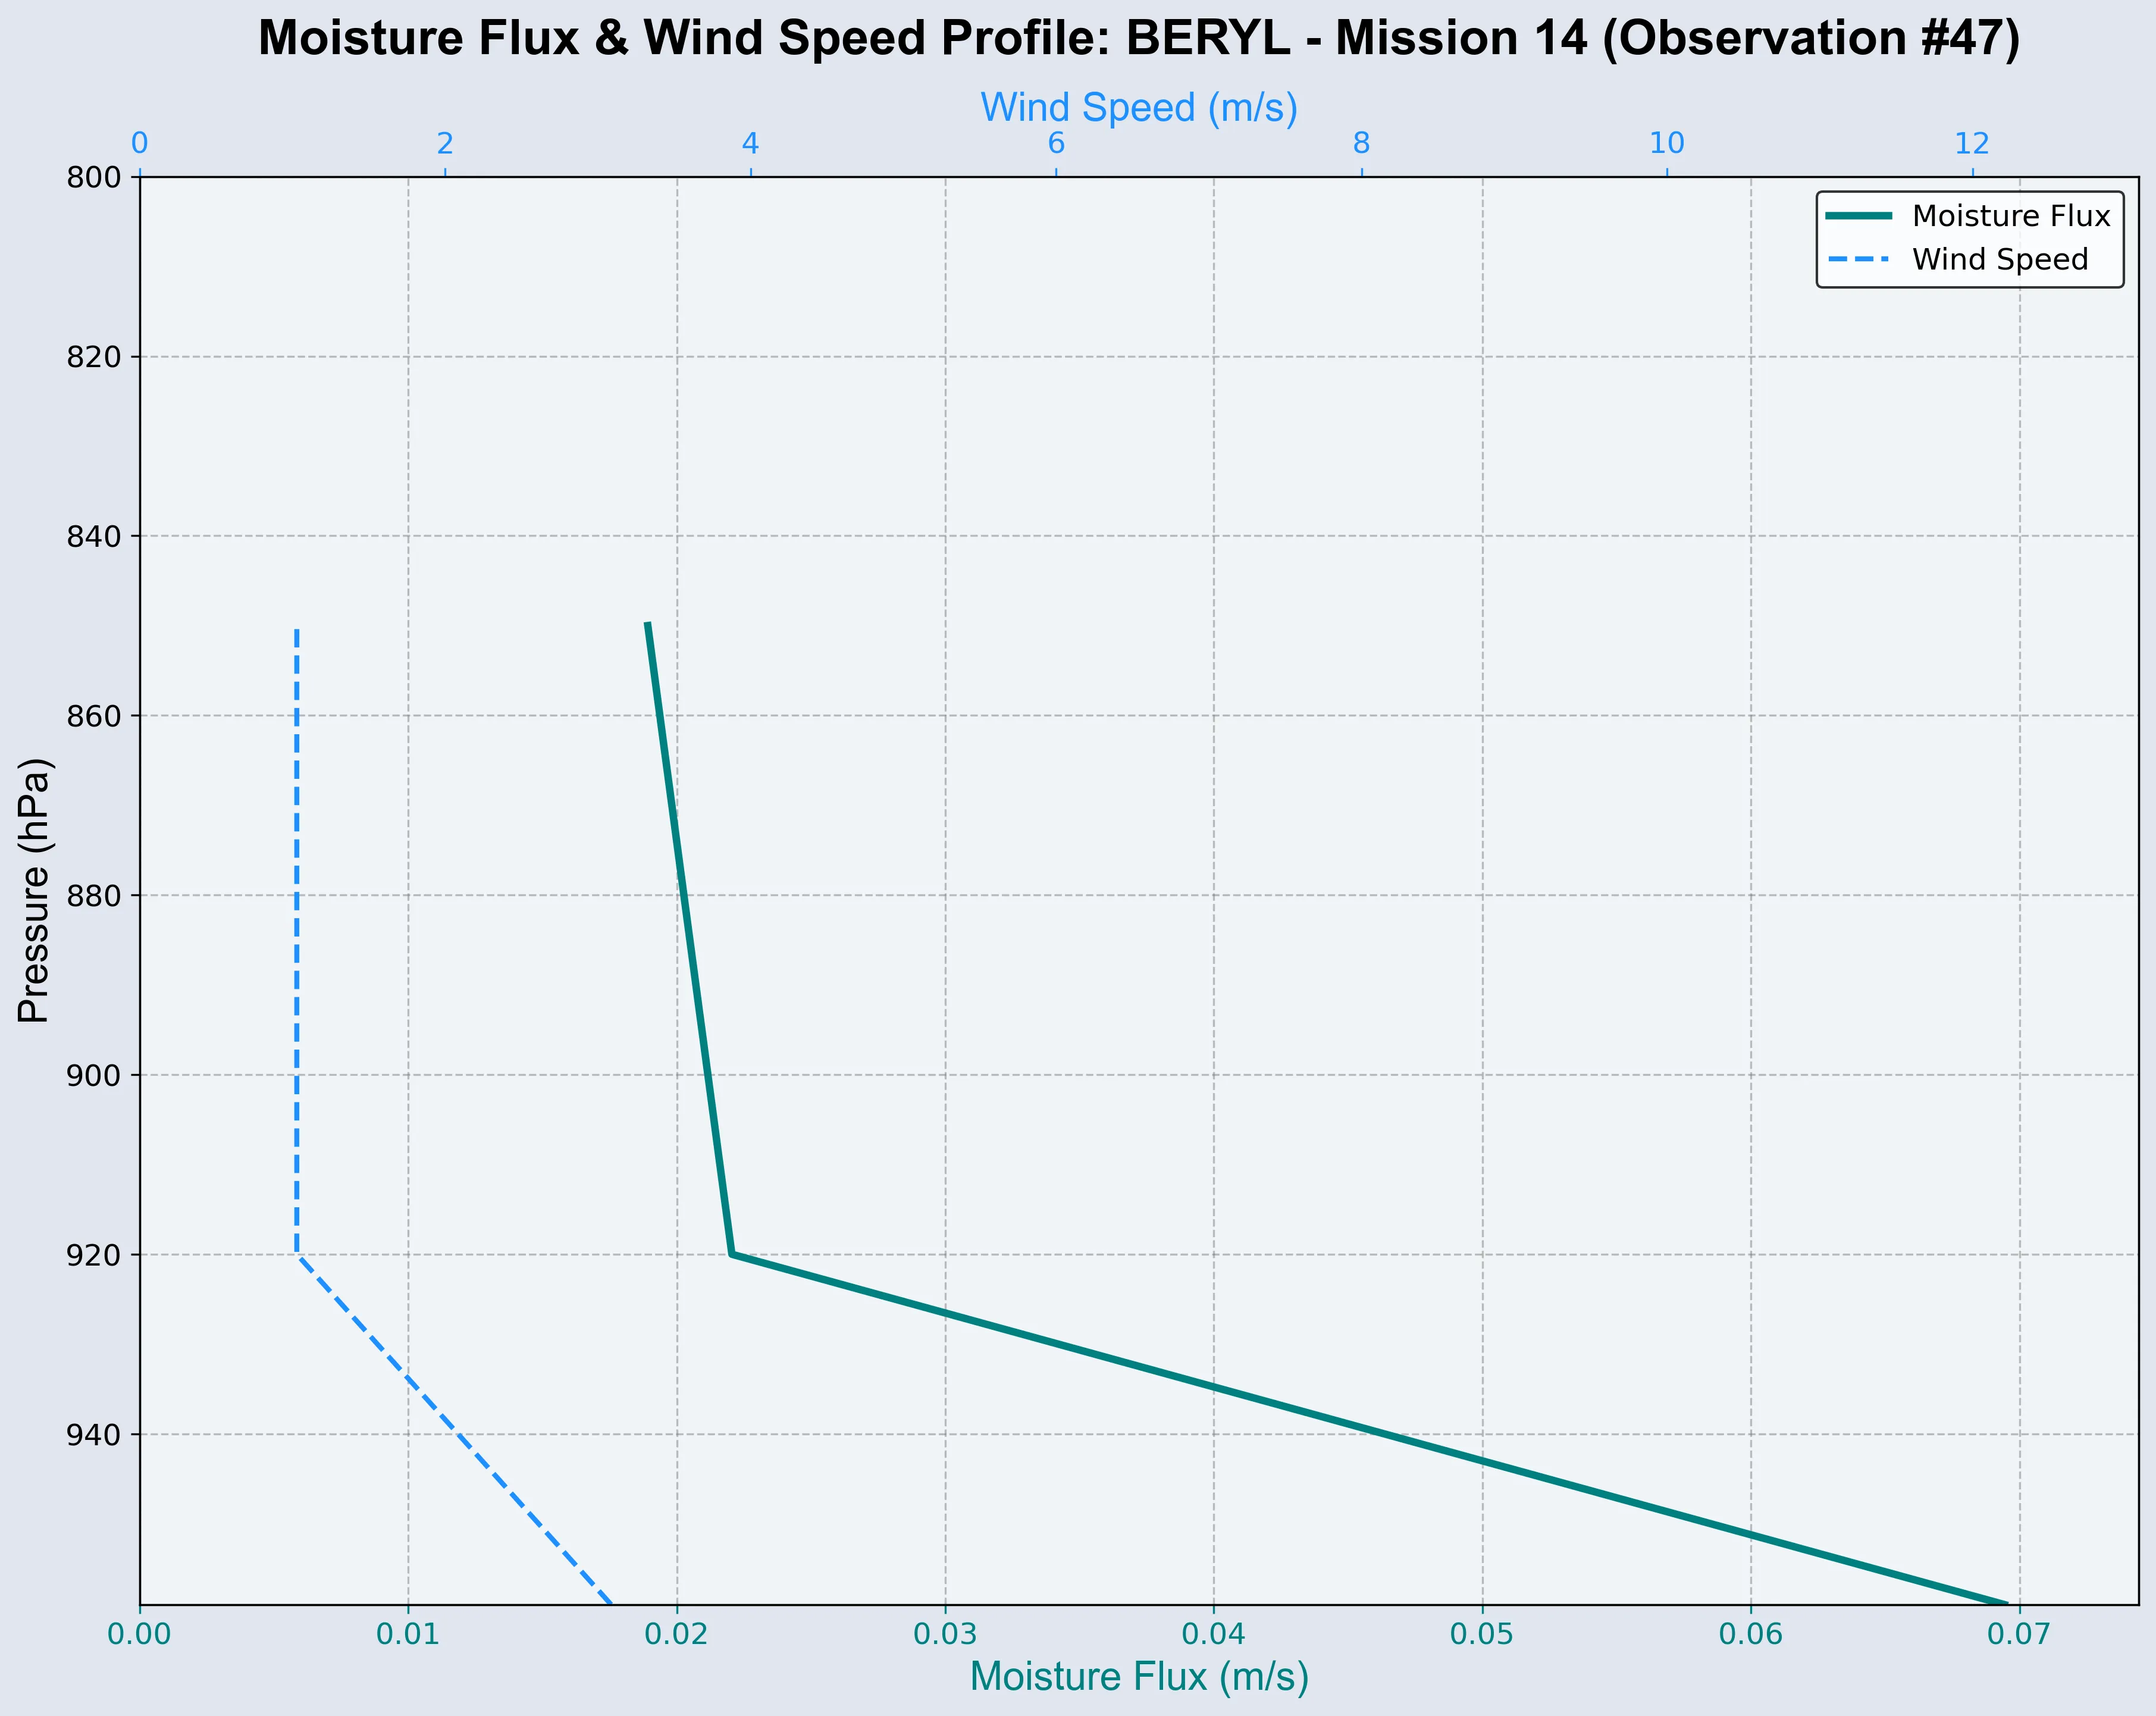 Moisture Flux & Wind Speed Profile: BERYL - Mission 14 (Observation #47)
Wind Speed (m/s)
0 2 4 6 8 10 12
Moisture Flux
Wind Speed
Pressure (hPa)
800
820
840
860
880
900
920
940
0.00 0.01 0.02 0.03 0.04 0.05 0.06 0.07
Moisture Flux (m/s)